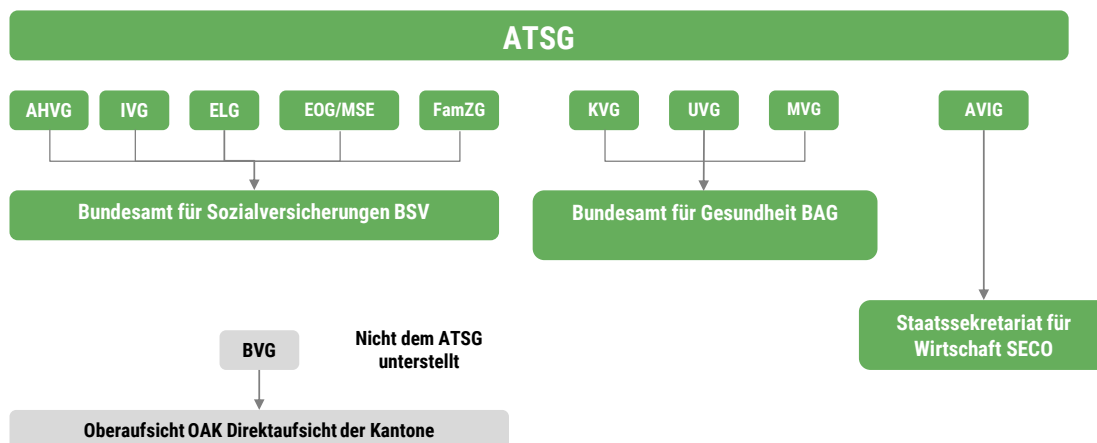 ATSG
AHVG IVG ELG EOG/MSE FamZG KVG UVG MVG AVIG
Bundesamt für Sozialversicherungen BSV
Bundesamt für Gesundheit BAG
Staatssekretariat für
Wirtschaft SECO
BVG
Nicht dem ATSG
unterstellt
Oberaufsicht OAK Direktaufsicht der Kantone